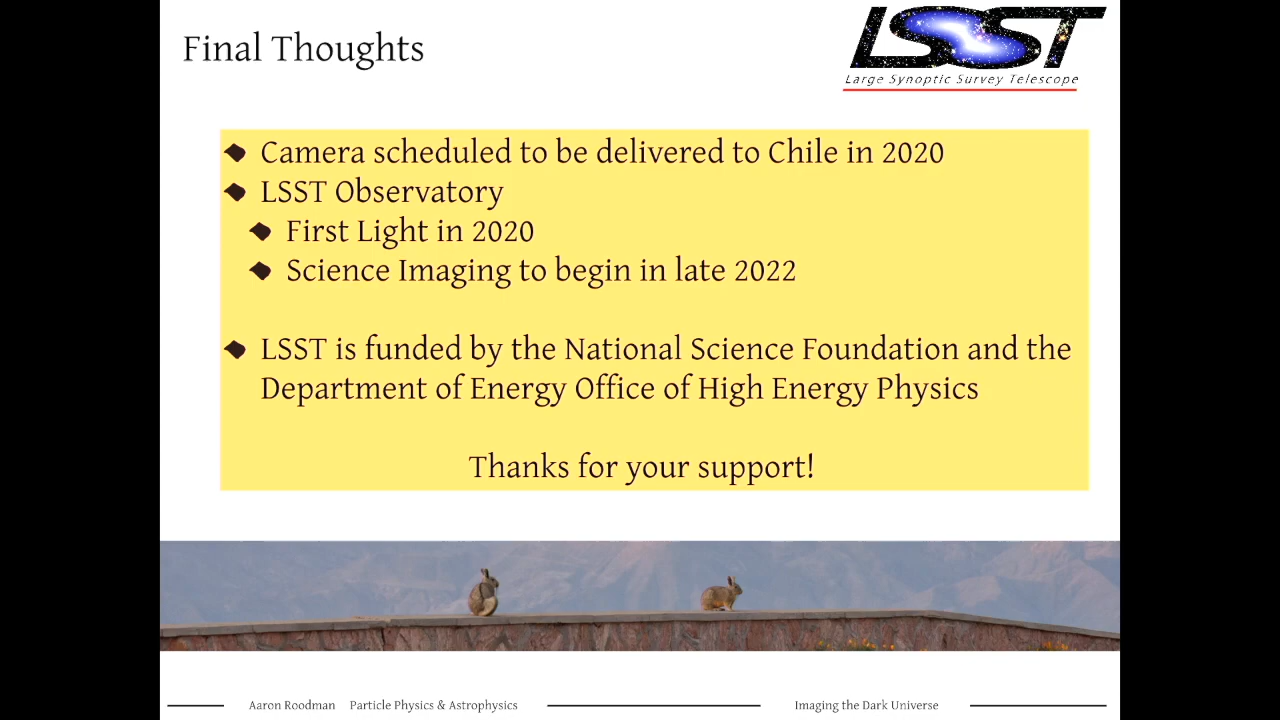 Final Thoughts
LSST
Large Synoptic Survey Telescope
Camera scheduled to be delivered to Chile in 2020
LSST Observatory
First Light in 2020
Science Imaging to begin in late 2022
LSST is funded by the National Science Foundation and the
Department of Energy Office of High Energy Physics
Thanks for your support!
Aaron Roodman Particle Physics & Astrophysics Imaging the Dark Universe